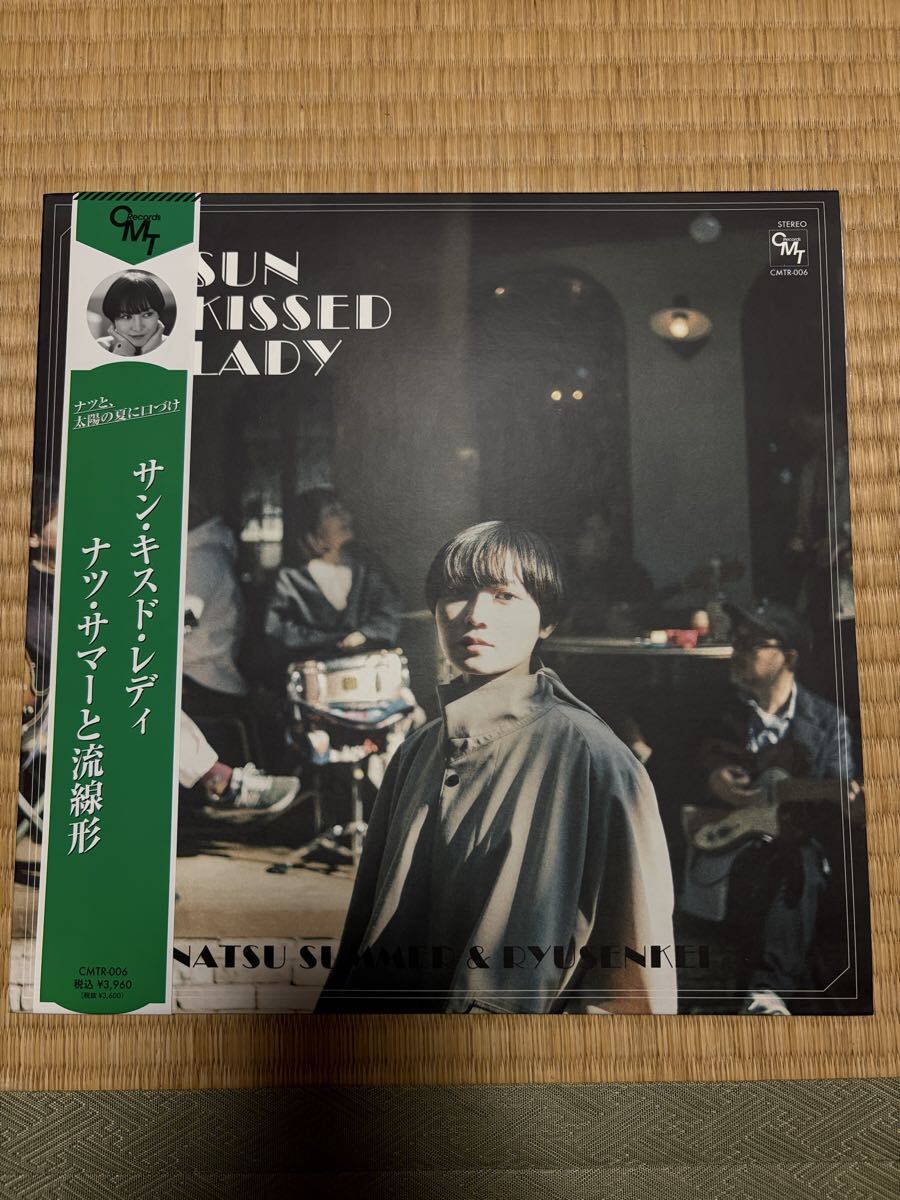 Records
CMT
ナツと、
太陽の夏に口づけ
サン・キスド・レディ
ナツ・サマーと流線形
CMTR-006
税込 ¥3,960
(税抜 ¥3,600)
SUN
KISSED
LADY
STEREO
Records
CMT
CMTR-006
NATSU SUMMER & RYUSENKEI